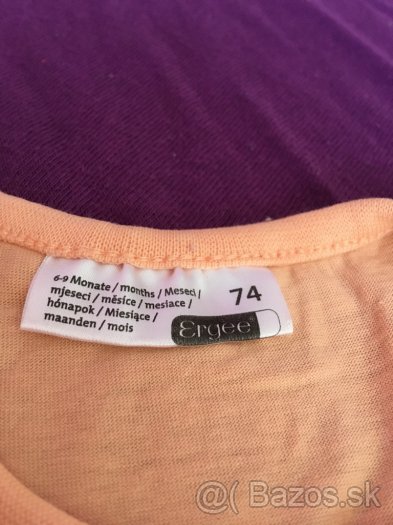 6-9 Monate / months / Meseci /
mjeseci / měsíce / mesiace /
hónapok / Miesiące /
maanden / mois
74
Ergee
Bazos.sk